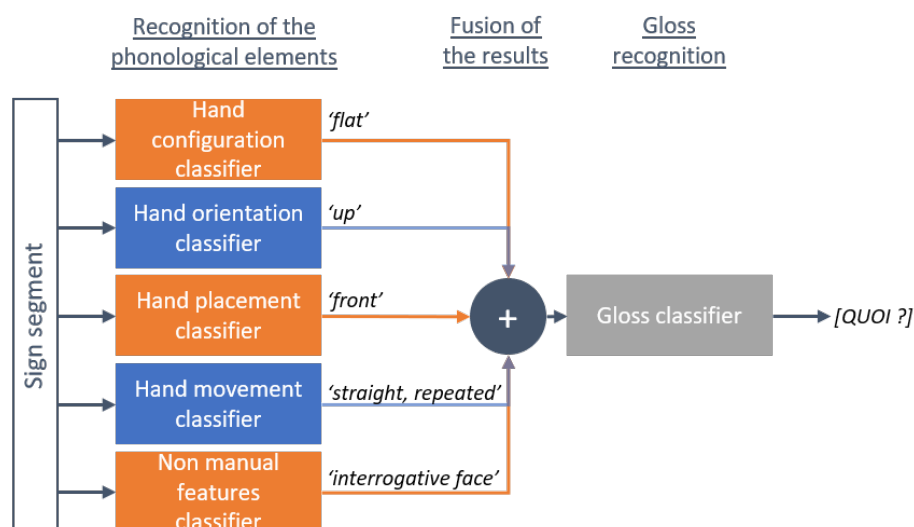 Recognition of the
phonological elements
Fusion of
the results
Gloss
recognition
Sign segment
Hand
configuration
classifier
‘flat’
Hand orientation
classifier
‘up’
Hand placement
classifier
‘front’
Hand movement
classifier
‘straight, repeated’
Non manual
features
classifier
‘interrogative face’
+
Gloss classifier
[QUOI ?]